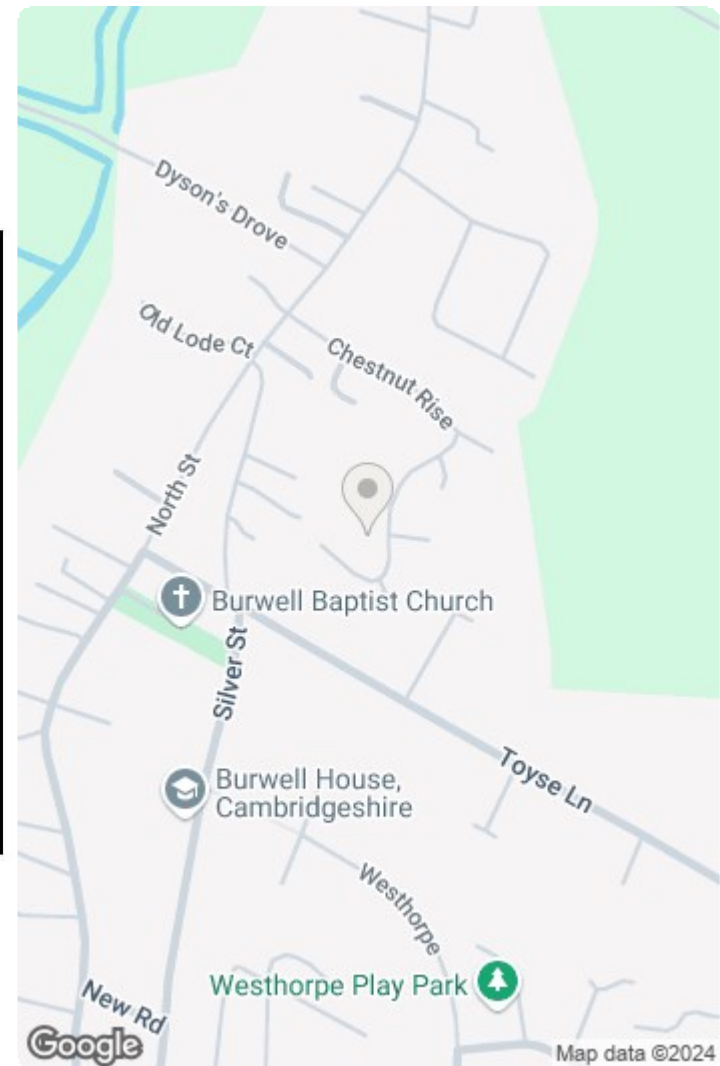 Dyson's Drove
Old Lode Ct
Chestnut Rise
North St
Burwell Baptist Church
Silver St
Toyse Ln
Burwell House,
Cambridgeshire
Westhorpe
Westhorpe Play Park
New Rd
Google
Map data ©2024